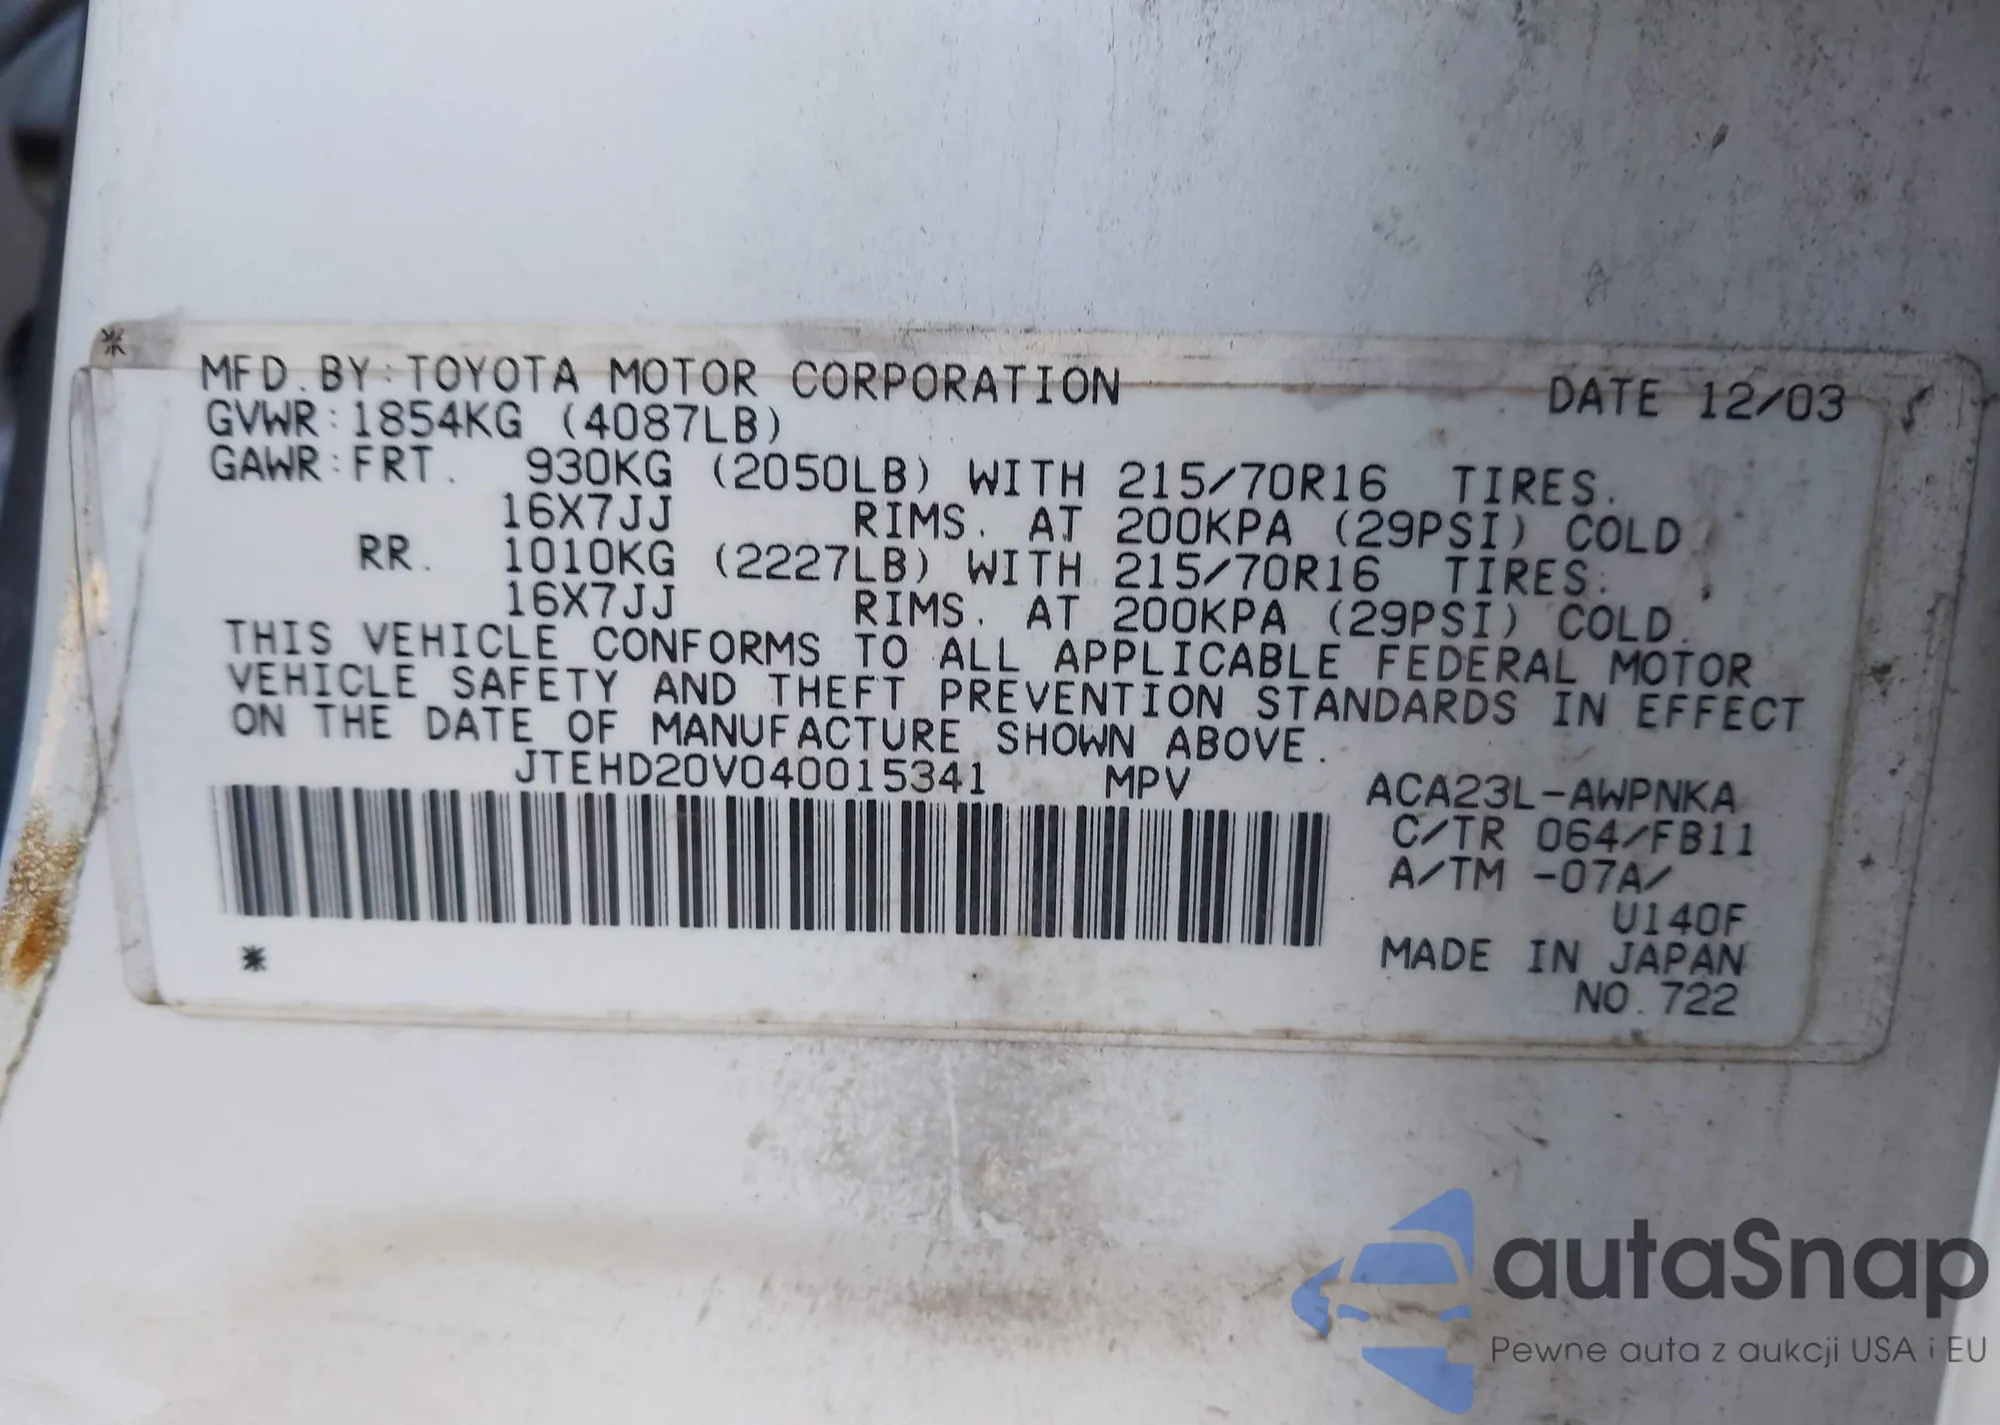 MFD.BY:TOYOTA MOTOR CORPORATION DATE 12/03
GVWR:1854KG (4087LB)
GAWR:FRT. 930KG (2050LB) WITH 215/70R16 TIRES.
16X7JJ RIMS. AT 200KPA (29PSI) COLD
RR. 1010KG (2227LB) WITH 215/70R16 TIRES.
16X7JJ RIMS. AT 200KPA (29PSI) COLD.
THIS VEHICLE CONFORMS TO ALL APPLICABLE FEDERAL MOTOR
VEHICLE SAFETY AND THEFT PREVENTION STANDARDS IN EFFECT
ON THE DATE OF MANUFACTURE SHOWN ABOVE.
JTEHD20V040015341 MPV ACA23L-AWPNKA
C/TR 064/FB11
A/TM -07A/
U140F
MADE IN JAPAN
NO.722
autaSnap
Pewne auta z aukcji USA i EU